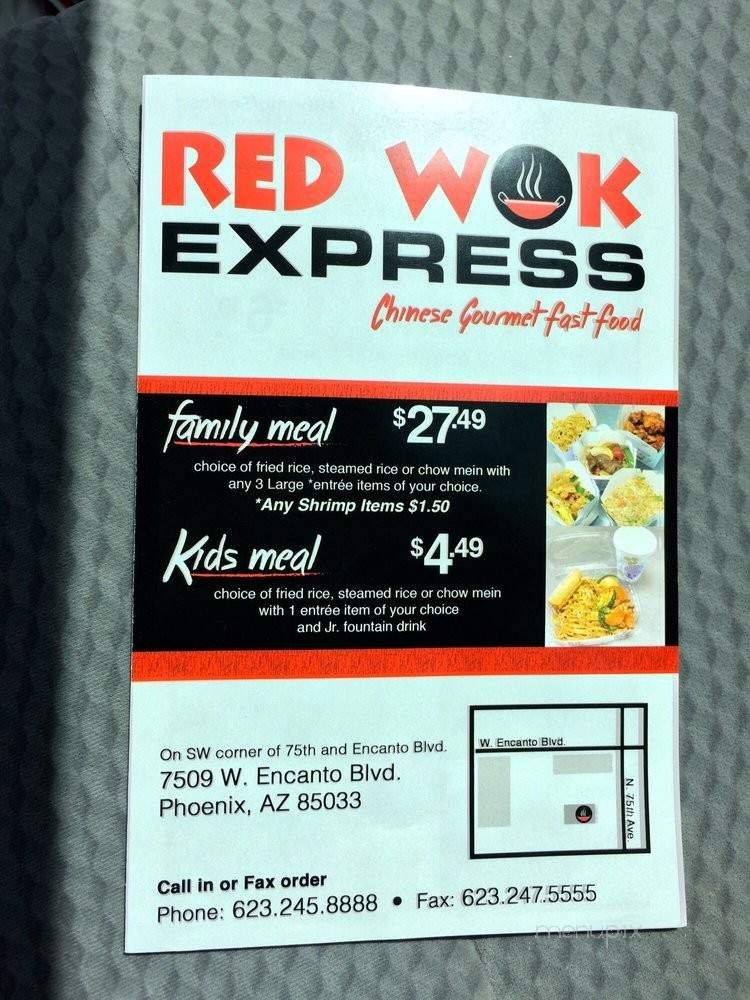 RED WOK
EXPRESS
Chinese Gourmet fast food
family meal $27.49
choice of fried rice, steamed rice or chow mein with
any 3 Large *entrée items of your choice.
*Any Shrimp Items $1.50
Kids meal $4.49
choice of fried rice, steamed rice or chow mein
with 1 entrée item of your choice
and Jr. fountain drink
On SW corner of 75th and Encanto Blvd.
7509 W. Encanto Blvd.
Phoenix, AZ 85033
W. Encanto Blvd.
N. 75th Ave.
Call in or Fax order
Phone: 623.245.8888 • Fax: 623.247.5555
menupix